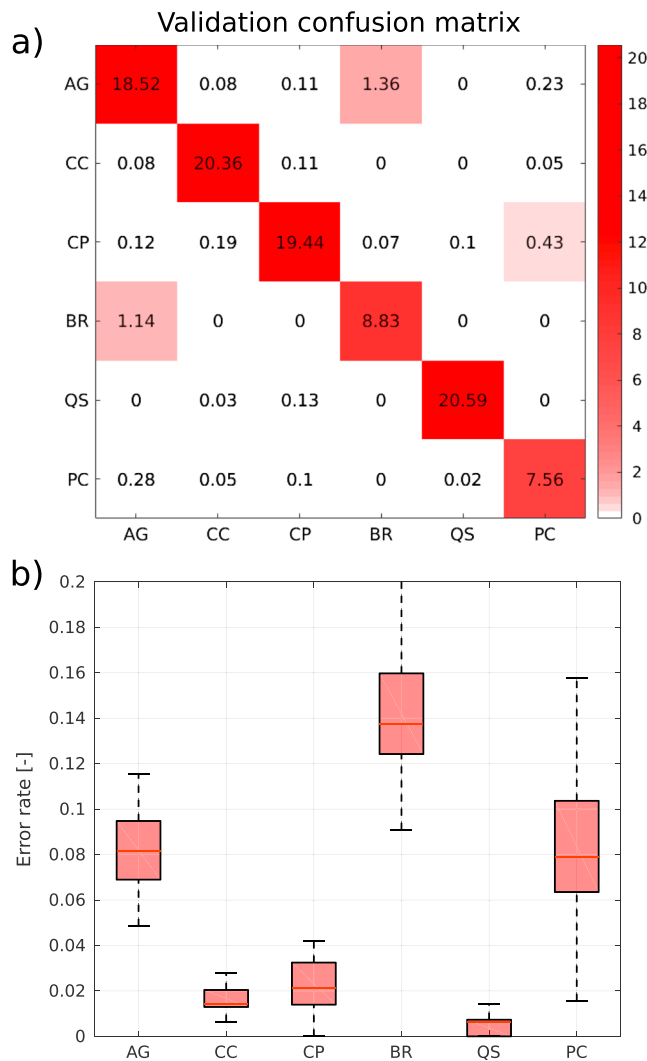 Validation confusion matrix
a)
AG 18.52 0.08 0.11 1.36 0 0.23
CC 0.08 20.36 0.11 0 0 0.05
CP 0.12 0.19 19.44 0.07 0.1 0.43
BR 1.14 0 0 8.83 0 0
QS 0 0.03 0.13 0 20.59 0
PC 0.28 0.05 0.1 0 0.02 7.56
AG CC CP BR QS PC
20
18
16
14
12
10
8
6
4
2
0
b)
0.2
0.18
0.16
0.14
0.12
0.1
0.08
0.06
0.04
0.02
0
Error rate [-]
AG CC CP BR QS PC